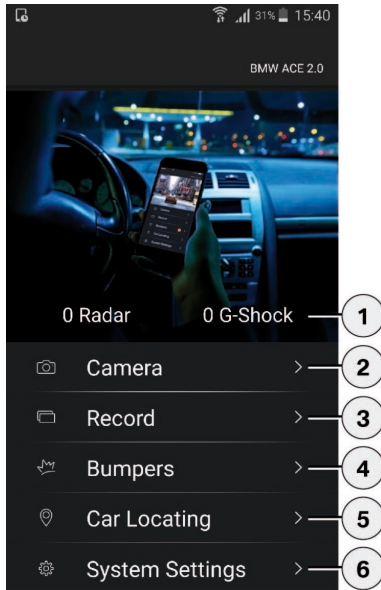 31% 15:40
BMW ACE 2.0
0 Radar 0 G-Shock 1
Camera 2
Record 3
Bumpers 4
Car Locating 5
System Settings 6